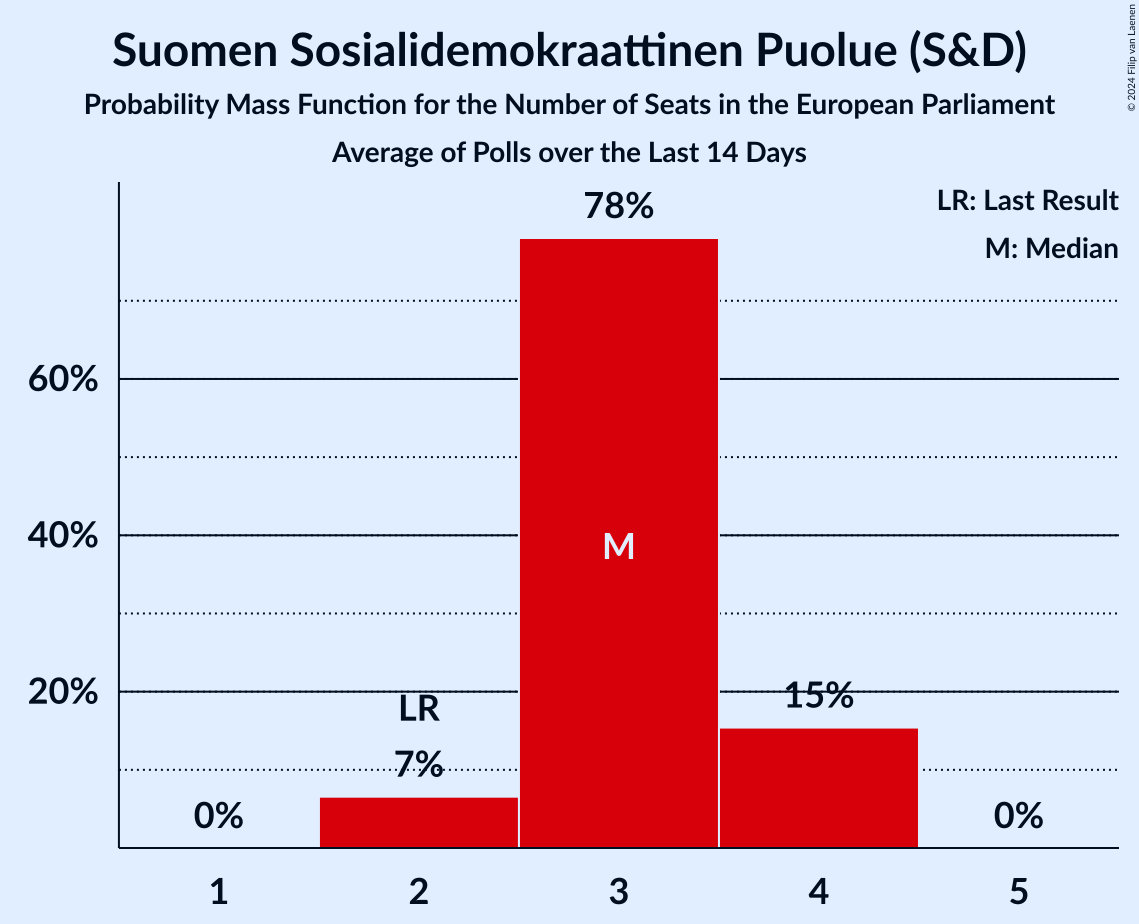 Suomen Sosialidemokraattinen Puolue (S&D)
Probability Mass Function for the Number of Seats in the European Parliament
Average of Polls over the Last 14 Days
© 2024 Filip van Laenen
LR: Last Result
M: Median
78%
60%
40%
M
20%
15%
LR
7%
0%
0%
1 2 3 4 5